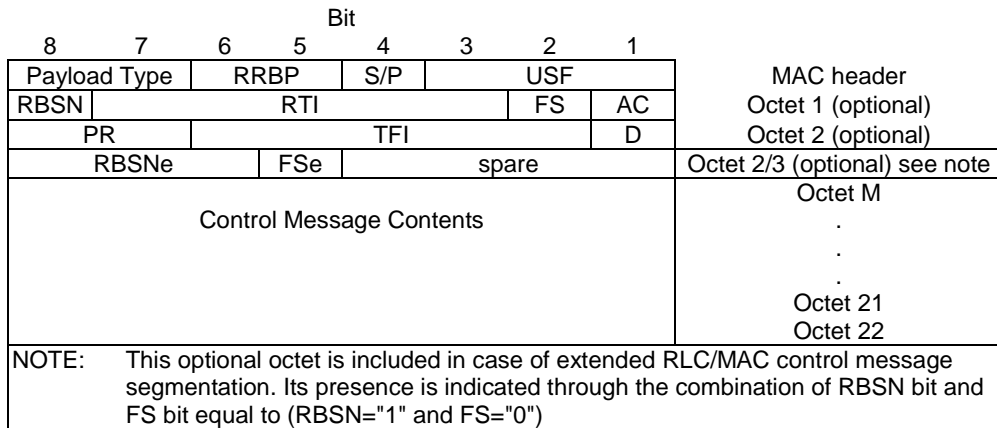 Bit
8 7 6 5 4 3 2 1
Payload Type RRBP S/P USF MAC header
RBSN RTI FS AC Octet 1 (optional)
PR TFI D Octet 2 (optional)
RBSNe FSe spare Octet 2/3 (optional) see note
Octet M
Control Message Contents .
.
.
Octet 21
Octet 22
NOTE: This optional octet is included in case of extended RLC/MAC control message
segmentation. Its presence is indicated through the combination of RBSN bit and
FS bit equal to (RBSN="1" and FS="0")